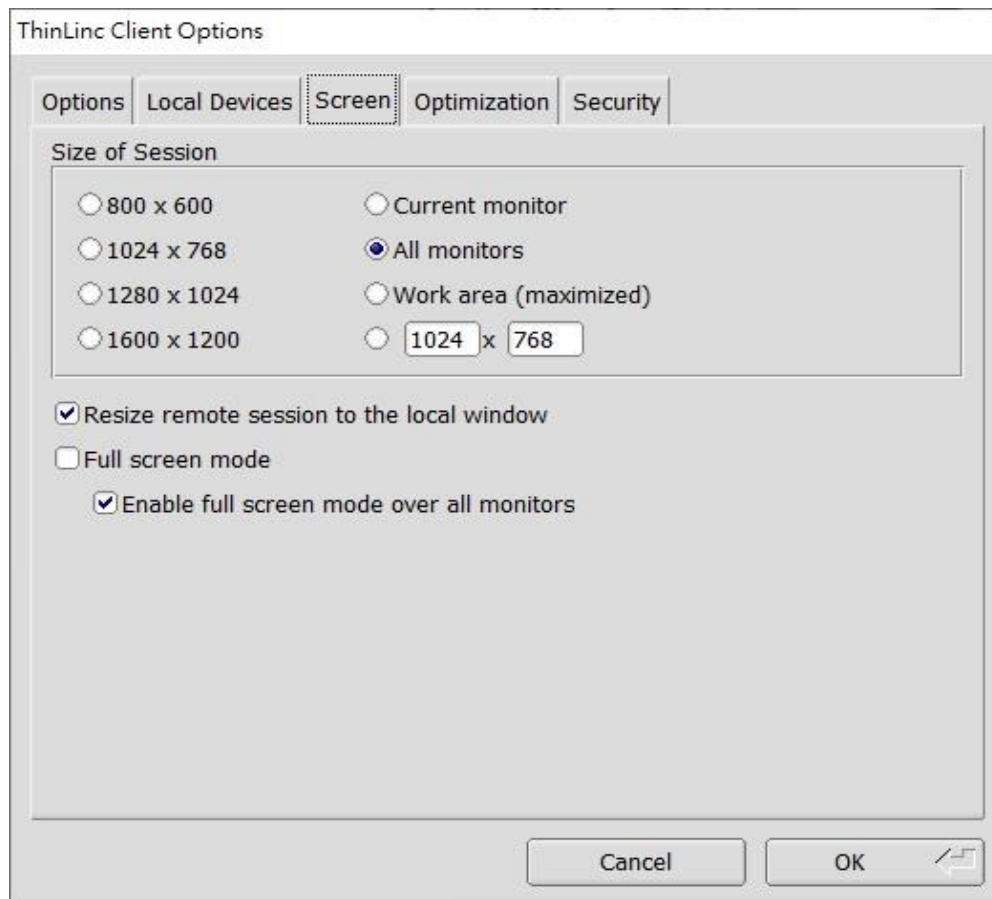 ThinLinc Client Options
Options Local Devices Screen Optimization Security
Size of Session
800 x 600 Current monitor
1024 x 768 All monitors
1280 x 1024 Work area (maximized)
1600 x 1200 1024 x 768
Resize remote session to the local window
Full screen mode
Enable full screen mode over all monitors
Cancel OK